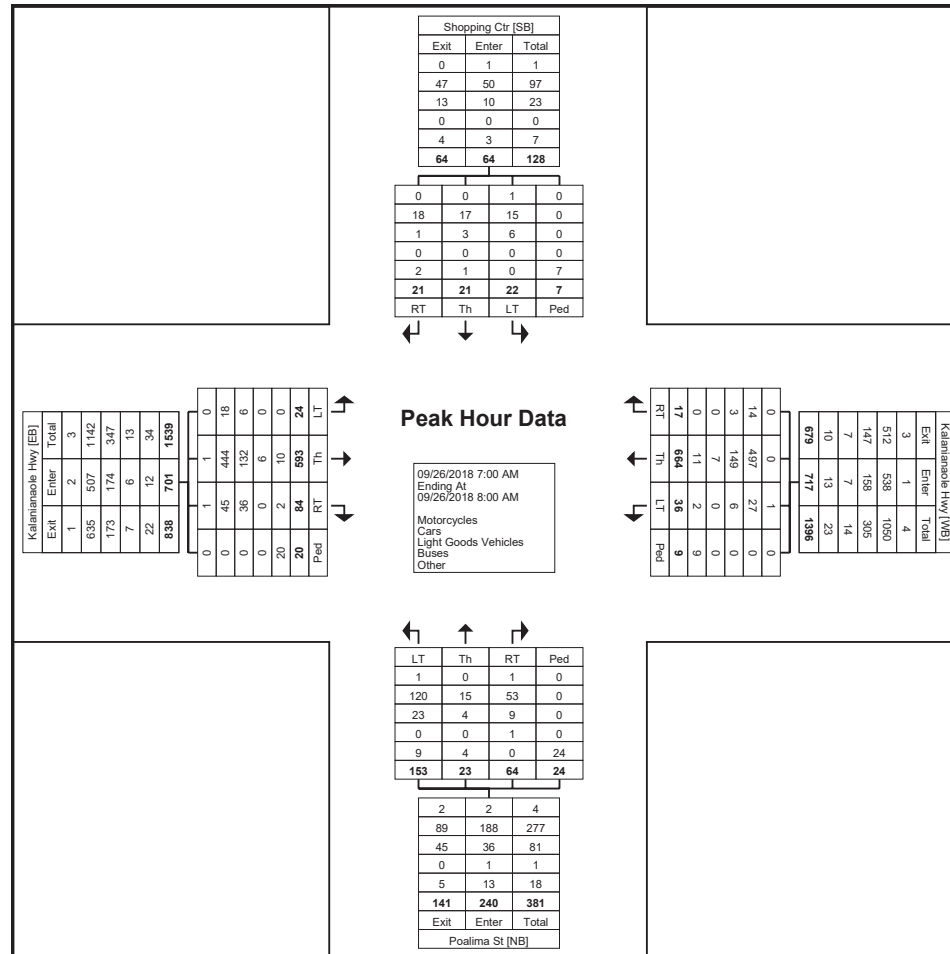 Shopping Ctr [SB]
Exit Enter Total
0 1 1
47 50 97
13 10 23
0 0 0
4 3 7
64 64 128
0 0 1 0
18 17 15 0
1 3 6 0
0 0 0 0
2 1 0 7
21 21 22 7
RT Th LT Ped
Kalanianaole Hwy [EB]
Exit Enter Total
1 2 3
635 507 1142
173 174 347
7 6 13
22 12 34
838 701 1539
0 1 1 0
0 45 444 18
0 36 132 6
0 0 6 0
20 2 10 0
20 84 593 24
Ped RT Th LT
Peak Hour Data
09/26/2018 7:00 AM
Ending At
09/26/2018 8:00 AM
Motorcycles
Cars
Light Goods Vehicles
Buses
Other
Kalanianaole Hwy [WB]
Exit Enter Total
3 1 4
512 538 1050
147 158 305
7 7 14
10 13 23
679 717 1396
0 0 1 0
14 497 27 0
3 149 6 0
0 7 0 0
0 11 2 9
17 664 36 9
RT Th LT Ped
LT Th RT Ped
1 0 1 0
120 15 53 0
23 4 9 0
0 0 1 0
9 4 0 24
153 23 64 24
2 2 4
89 188 277
45 36 81
0 1 1
5 13 18
141 240 381
Exit Enter Total
Poalima St [NB]